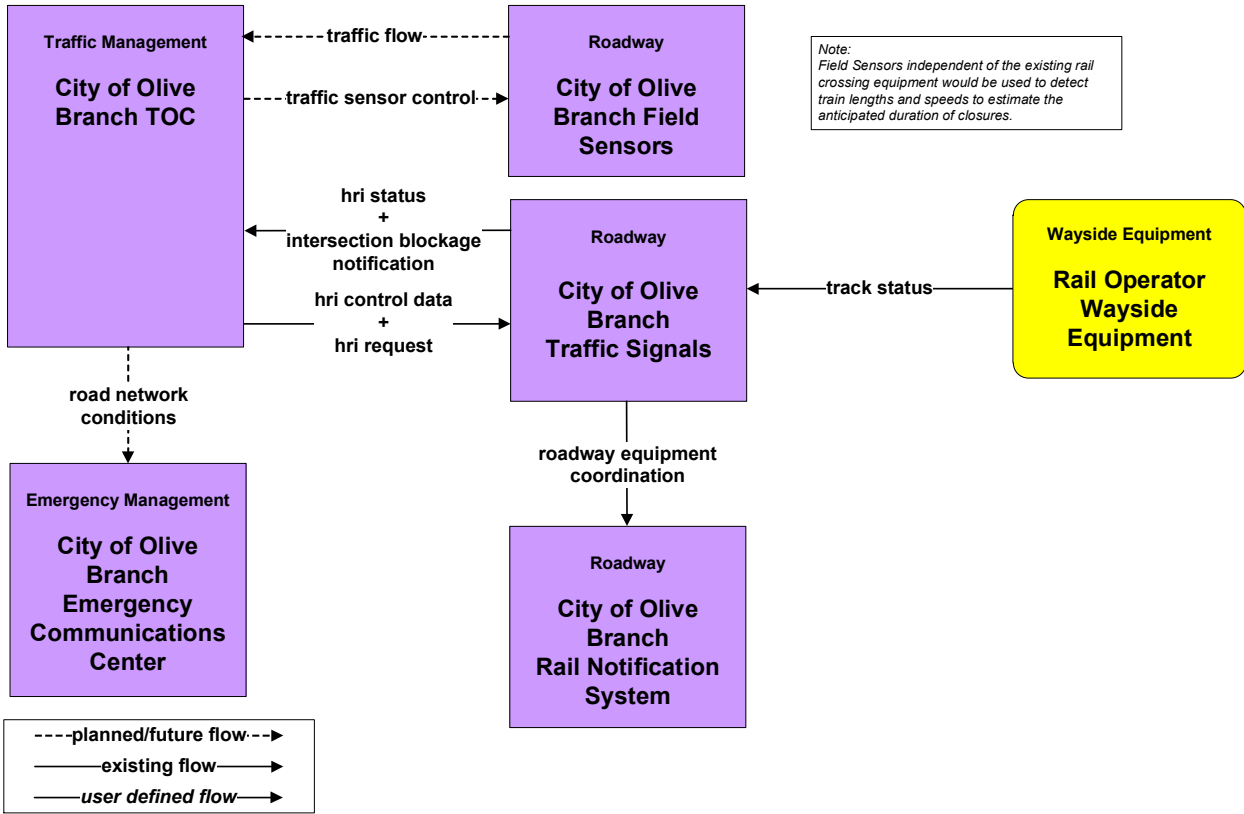 Traffic Management
City of Olive
Branch TOC
traffic flow
traffic sensor control
Roadway
City of Olive
Branch Field
Sensors
Note:
Field Sensors independent of the existing rail
crossing equipment would be used to detect
train lengths and speeds to estimate the
anticipated duration of closures.
hri status
+
intersection blockage
notification
hri control data
+
hri request
Roadway
City of Olive
Branch
Traffic Signals
track status
Wayside Equipment
Rail Operator
Wayside
Equipment
road network
conditions
roadway equipment
coordination
Emergency Management
City of Olive
Branch
Emergency
Communications
Center
Roadway
City of Olive
Branch
Rail Notification
System
planned/future flow
existing flow
user defined flow